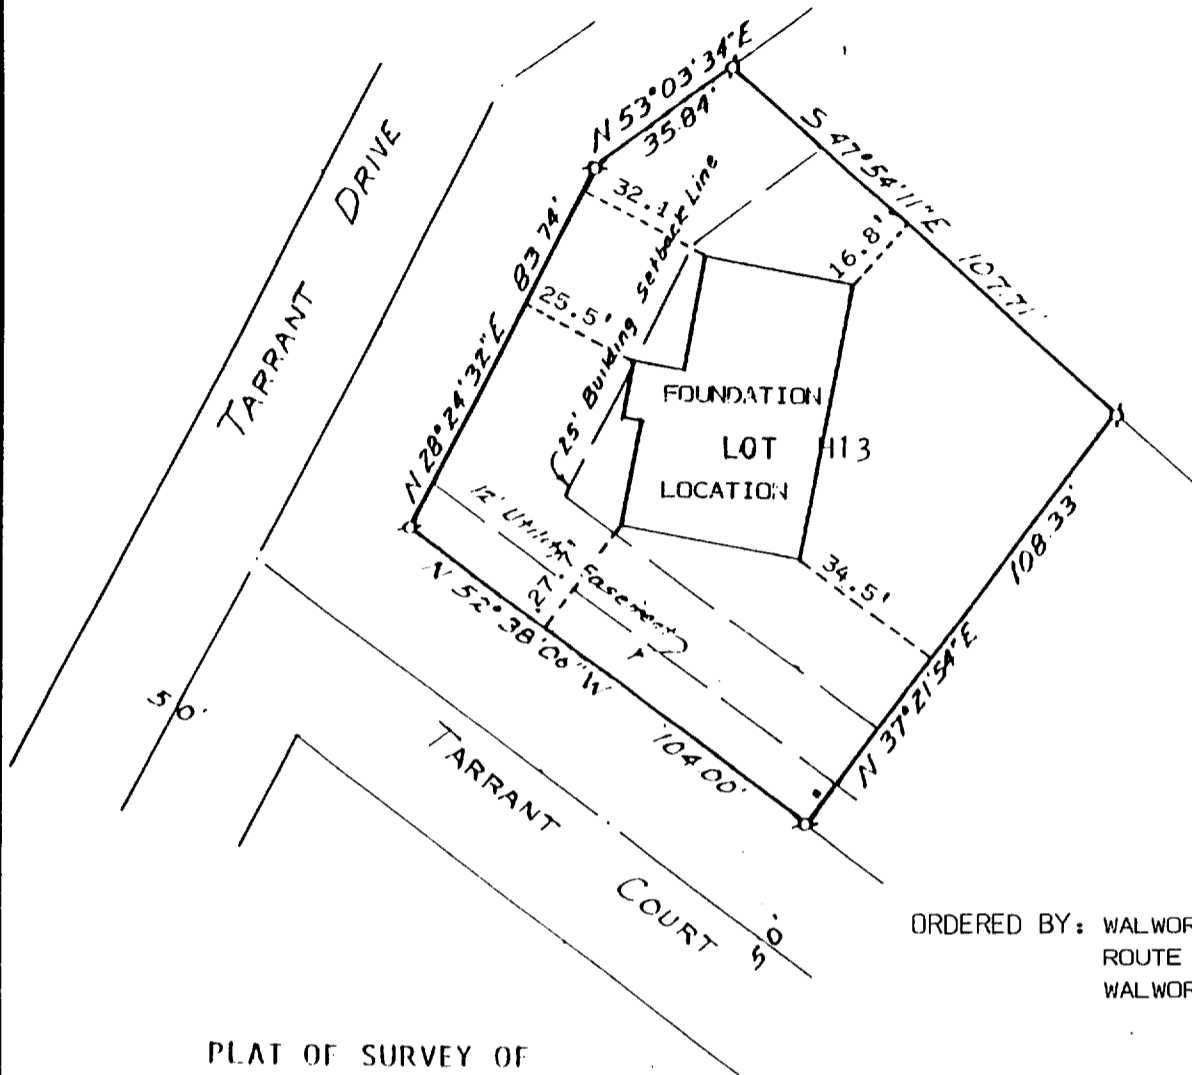 N 53°03'34"E
35.84'
S 47°54'11"E
107.71'
TARRANT DRIVE
32.1
16.8'
83.74'
N 28°24'32"E
25.5'
25' Building setback Line
FOUNDATION
LOT 413
LOCATION
12' Utility Easement
27.
34.5'
108.33'
N 37°21'54"E
N 52°38'06"W
104.00'
50'
TARRANT COURT
50'
ORDERED BY: WALWOR
ROUTE
WALWOR
PLAT OF SURVEY OF